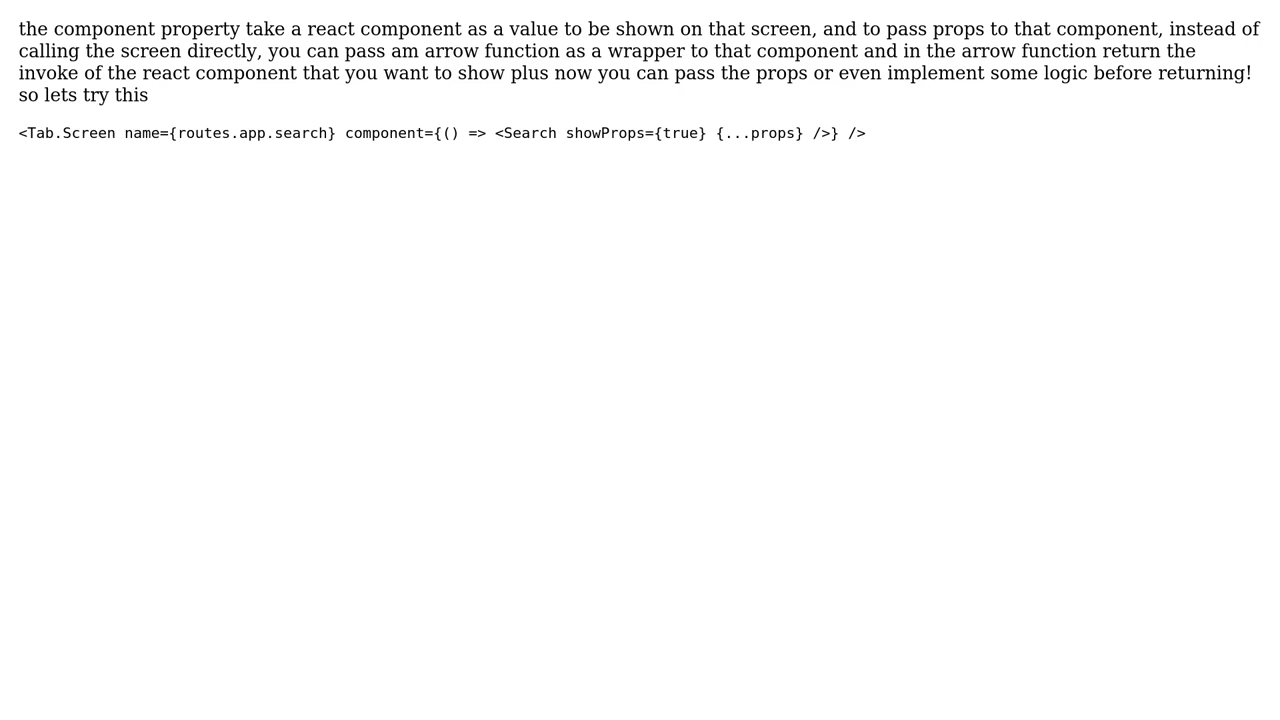 the component property take a react component as a value to be shown on that screen, and to pass props to that component, instead of
calling the screen directly, you can pass am arrow function as a wrapper to that component and in the arrow function return the
invoke of the react component that you want to show plus now you can pass the props or even implement some logic before returning!
so lets try this
<Tab.Screen name={routes.app.search} component={() => <Search showProps={true} {...props} />} />